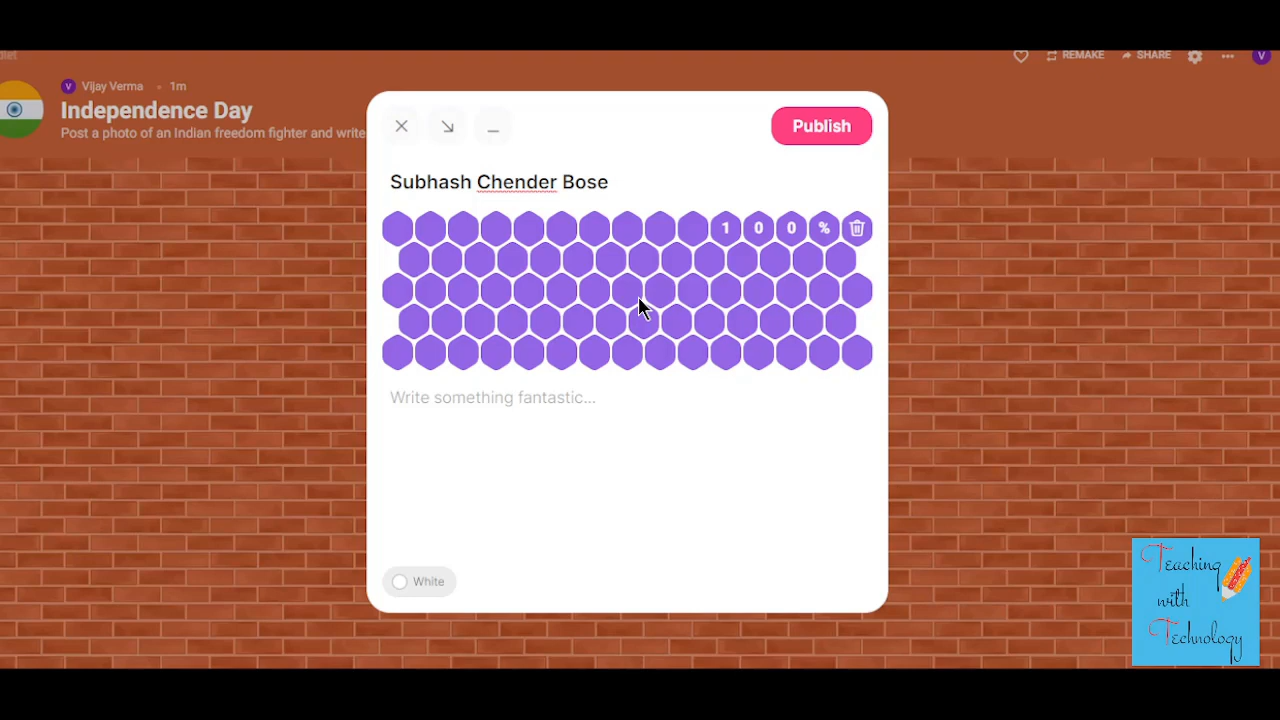 REMAKE SHARE
V
V Vijay Verma • 1m
Independence Day
Post a photo of an Indian freedom fighter and write
Publish
Subhash Chender Bose
1 0 0 %
Write something fantastic...
White
Teaching
with
Technology